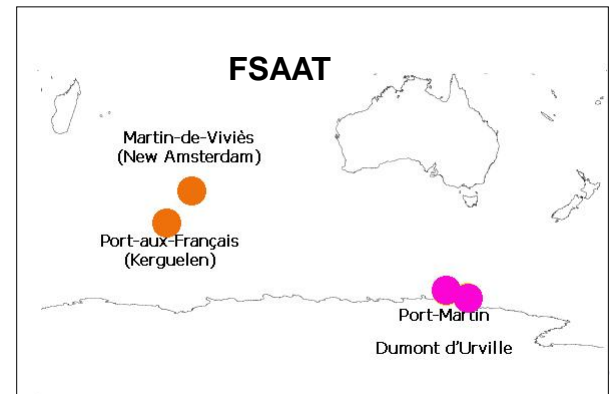 FSAAT
Martin-de-Viviès
(New Amsterdam)
Port-aux-Français
(Kerguelen)
Port-Martin
Dumont d'Urville